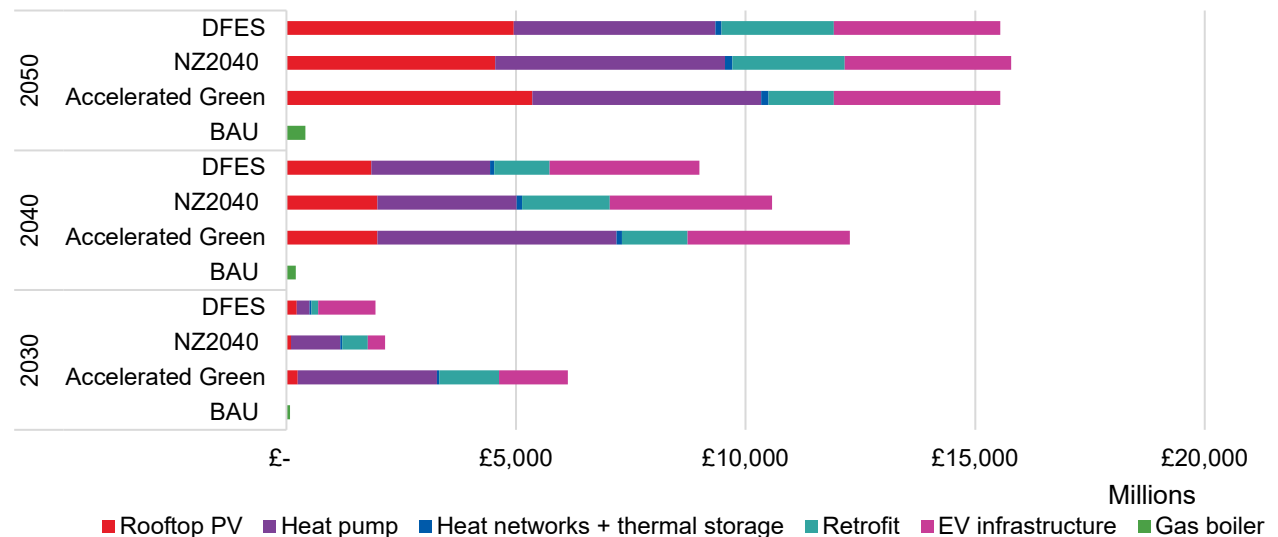 2050
DFES
NZ2040
Accelerated Green
BAU
2040
DFES
NZ2040
Accelerated Green
BAU
2030
DFES
NZ2040
Accelerated Green
BAU
£- £5,000 £10,000 £15,000 £20,000
Millions
Rooftop PV Heat pump Heat networks + thermal storage Retrofit EV infrastructure Gas boiler